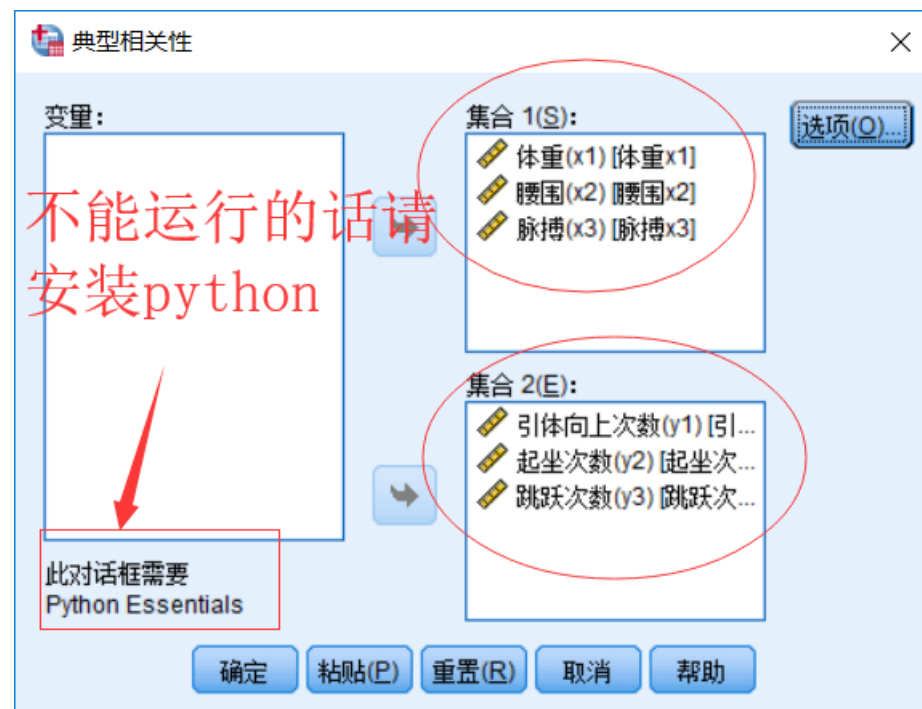 典型相关性
变量：
集合 1(S)：
选项(O)...
体重(x1) [体重x1]
腰围(x2) [腰围x2]
脉搏(x3) [脉搏x3]
不能运行的话请
安装python
集合 2(E)：
引体向上次数(y1) [引...
起坐次数(y2) [起坐次...
跳跃次数(y3) [跳跃次...
此对话框需要
Python Essentials
确定 粘贴(P) 重置(R) 取消 帮助